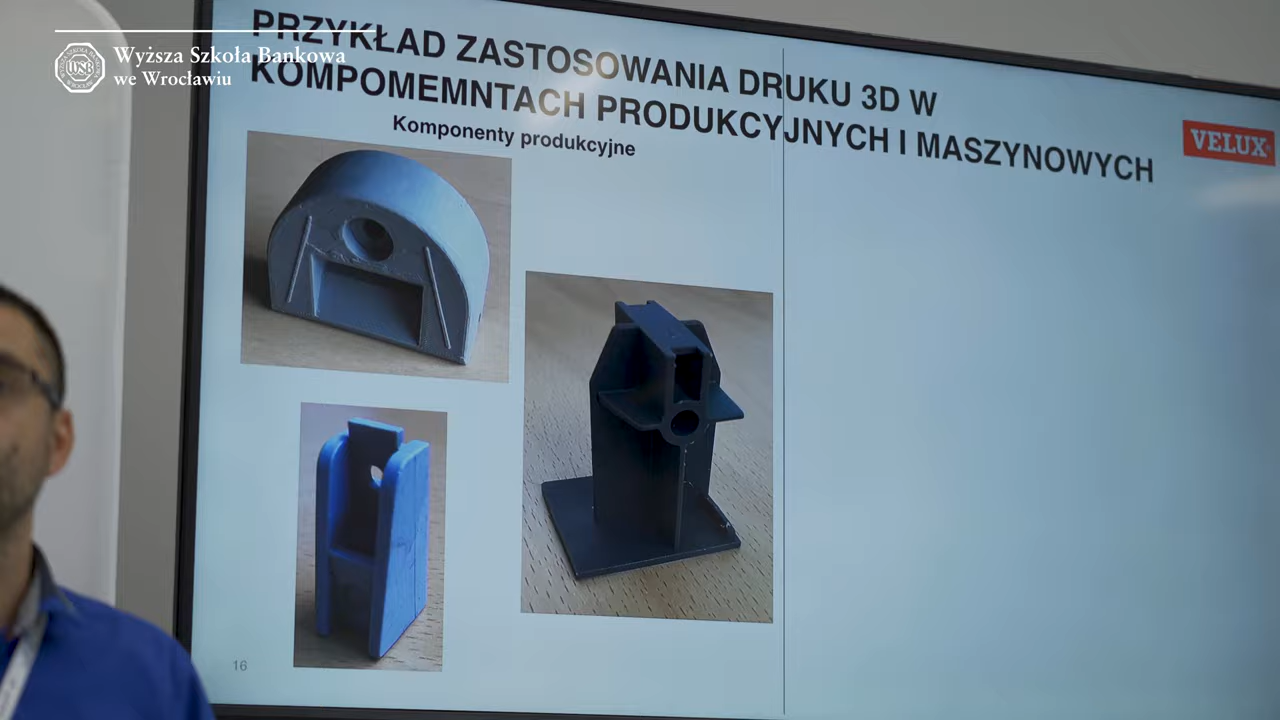 Wyższa Szkoła Bankowa
we Wrocławiu
PRZYKŁAD ZASTOSOWANIA DRUKU 3D W
KOMPOMEMNTACH PRODUKCYJNYCH I MASZYNOWYCH
Komponenty produkcyjne
VELUX
16